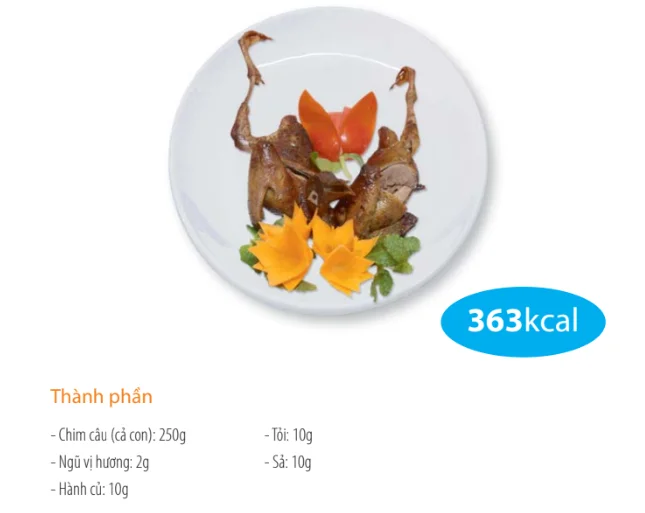 363kcal
Thành phần
- Chim câu (cả con): 250g
- Ngũ vị hương: 2g
- Hành củ: 10g
- Tỏi: 10g
- Sả: 10g